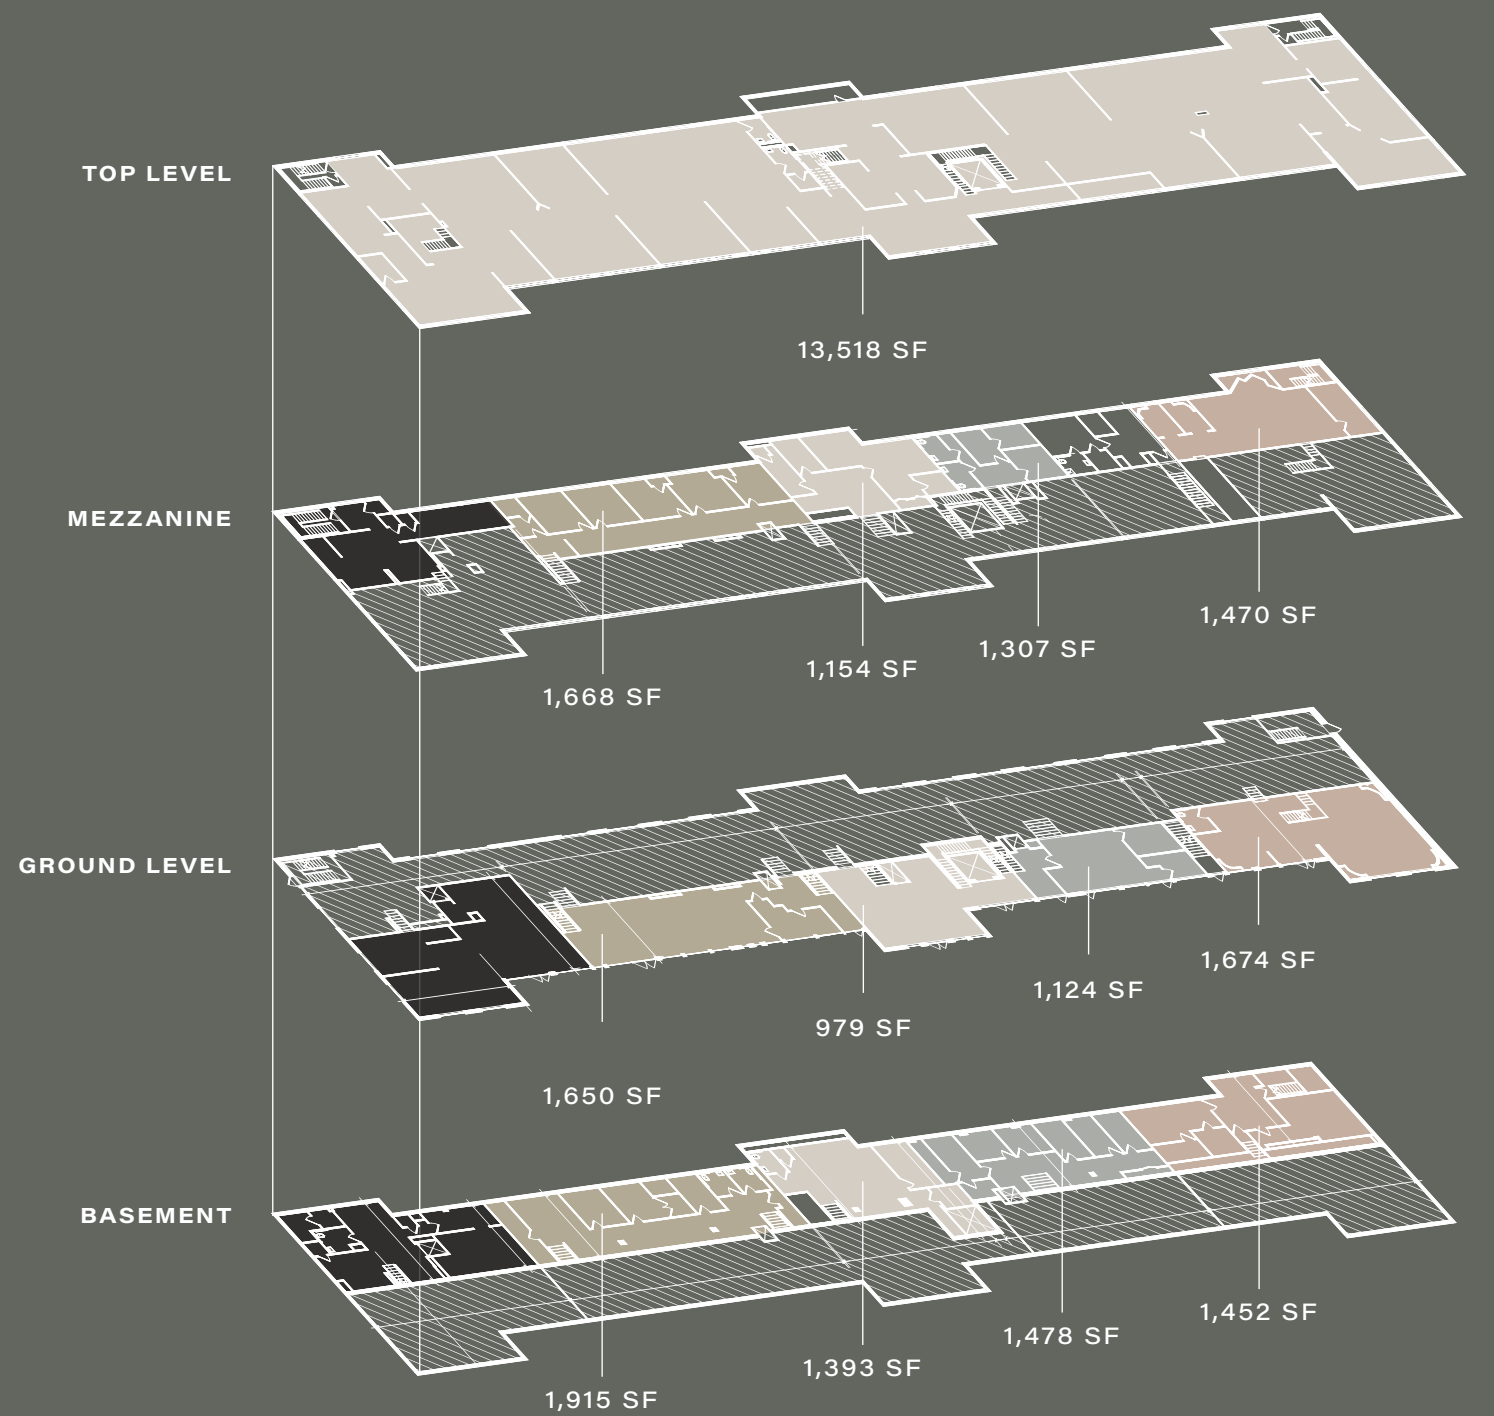 TOP LEVEL
13,518 SF
MEZZANINE
1,470 SF
1,307 SF
1,154 SF
1,668 SF
GROUND LEVEL
1,674 SF
1,124 SF
979 SF
1,650 SF
BASEMENT
1,452 SF
1,478 SF
1,393 SF
1,915 SF